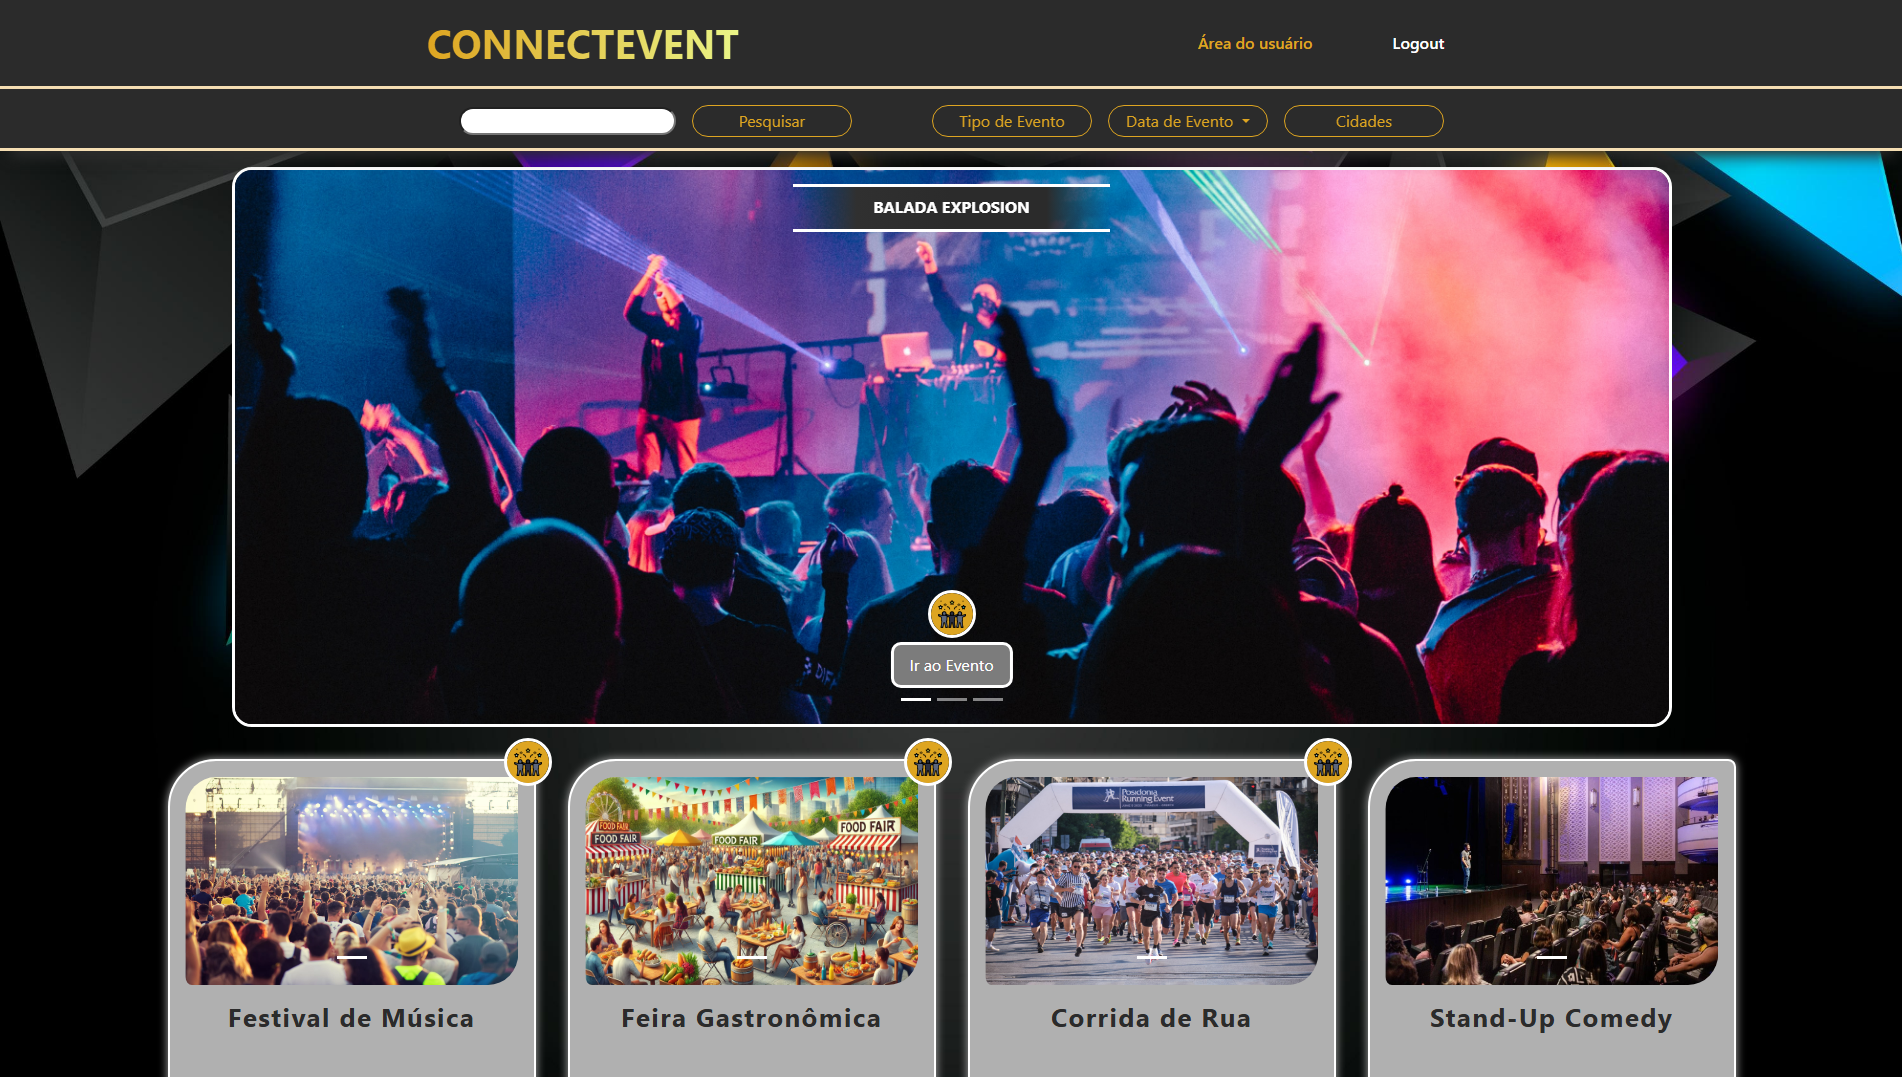 CONNECTEVENT
Área do usuário
Logout
Pesquisar
Tipo de Evento
Data de Evento
Cidades
BALADA EXPLOSION
Ir ao Evento
FOOD FAIR
FOOD FAIR
FOOD FAIR
FOOD FAIR
Posidonia
Running Event
Festival de Música
Feira Gastronômica
Corrida de Rua
Stand-Up Comedy